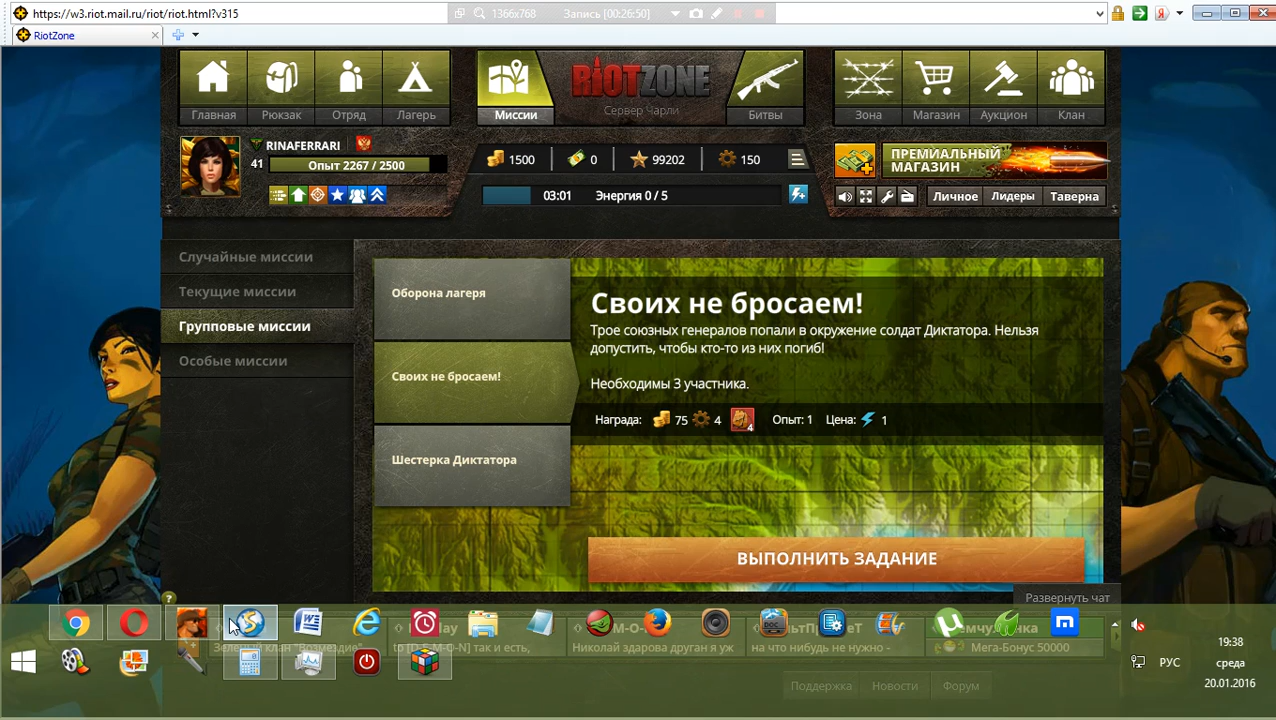 https://w3.riot.mail.ru/riot/riot.html?v315
1366x768
Запись [00:26:50]
RiotZone
Главная
Рюкзак
Отряд
Лагерь
Миссии
RIOTZONE
Сервер Чарли
Битвы
Зона
Магазин
Аукцион
Клан
RINAFERRARI
41
Опыт 2267 / 2500
1500
0
99202
150
03:01
Энергия 0 / 5
ПРЕМИАЛЬНЫЙ
МАГАЗИН
Личное
Лидеры
Таверна
Случайные миссии
Текущие миссии
Групповые миссии
Особые миссии
Оборона лагеря
Своих не бросаем!
Шестерка Диктатора
Своих не бросаем!
Трое союзных генералов попали в окружение солдат Диктатора. Нельзя
допустить, чтобы кто-то из них погиб!
Необходимы 3 участника.
Награда:
75
4
4
Опыт: 1
Цена:
1
ВЫПОЛНИТЬ ЗАДАНИЕ
Развернуть чат
to [D-E-M-O-N] так и есть,
Николай здарова друган я уж
на что нибудь не нужно -
Мега-Бонус 50000
Поддержка
Новости
Форум
РУС
19:38
среда
20.01.2016